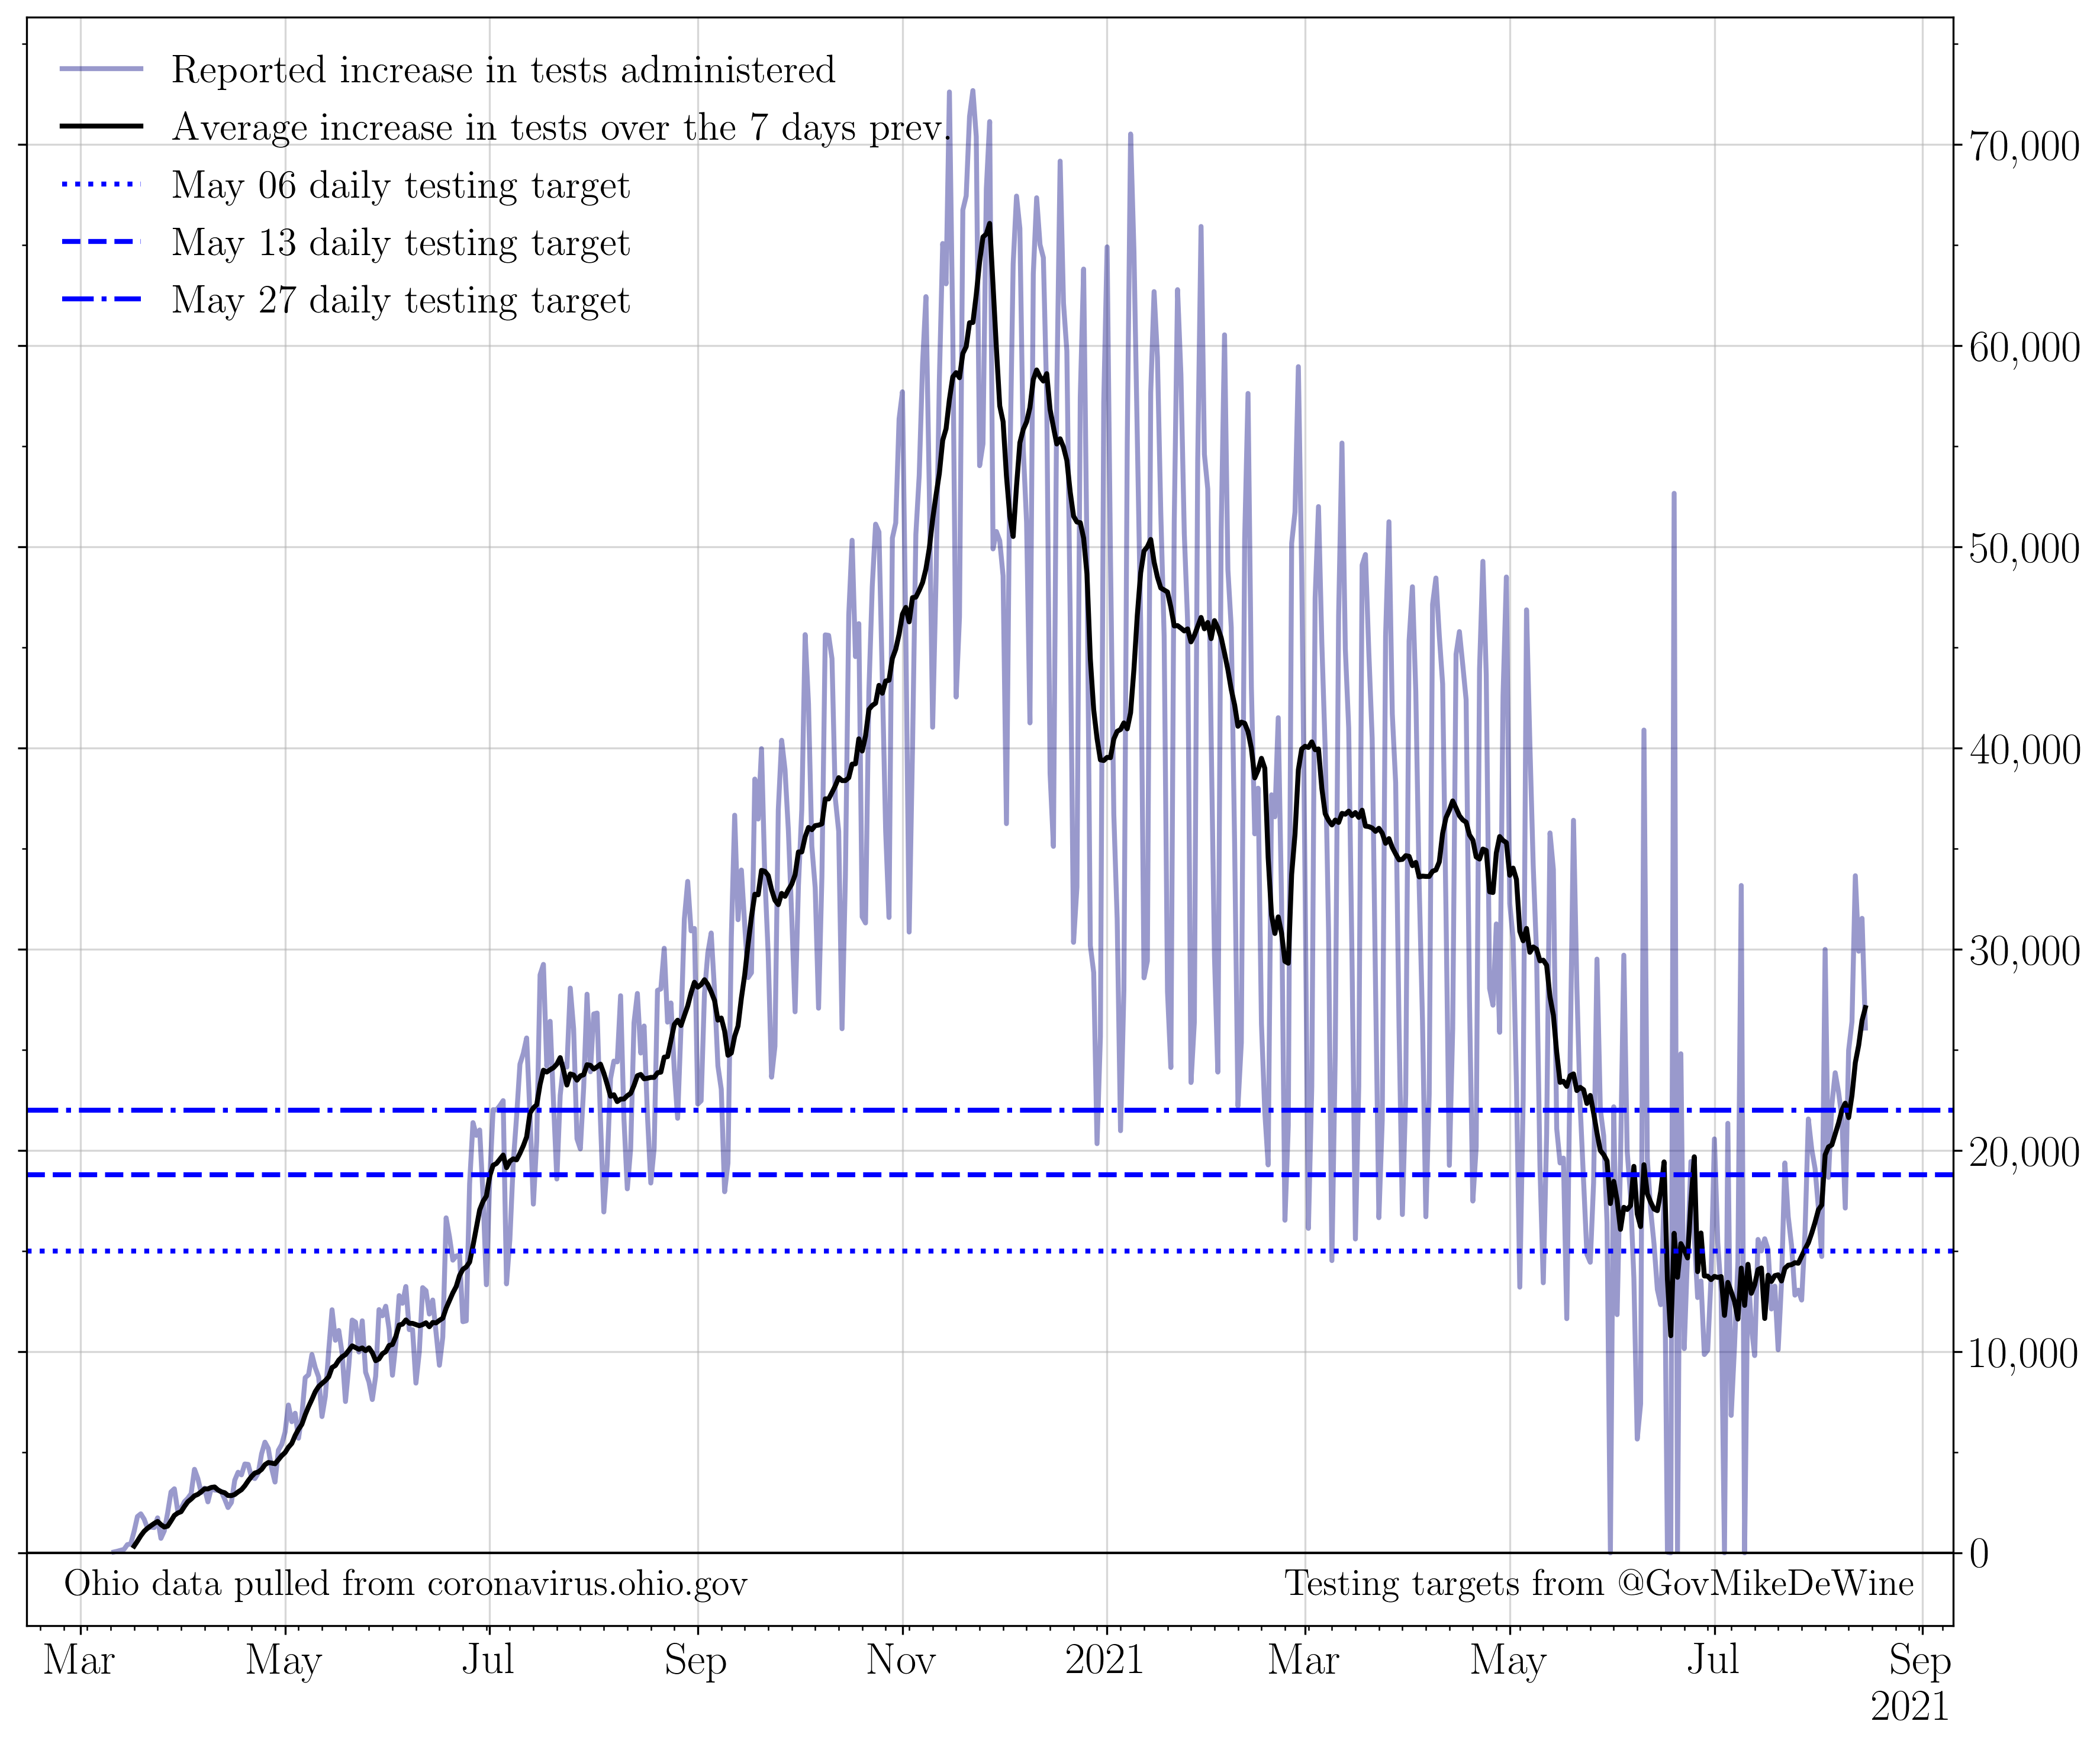 Reported increase in tests administered
Average increase in tests over the 7 days prev.
May 06 daily testing target
May 13 daily testing target
May 27 daily testing target
70,000
60,000
50,000
40,000
30,000
20,000
10,000
0
Ohio data pulled from coronavirus.ohio.gov
Testing targets from @GovMikeDeWine
Mar May Jul Sep Nov 2021 Mar May Jul Sep
2021